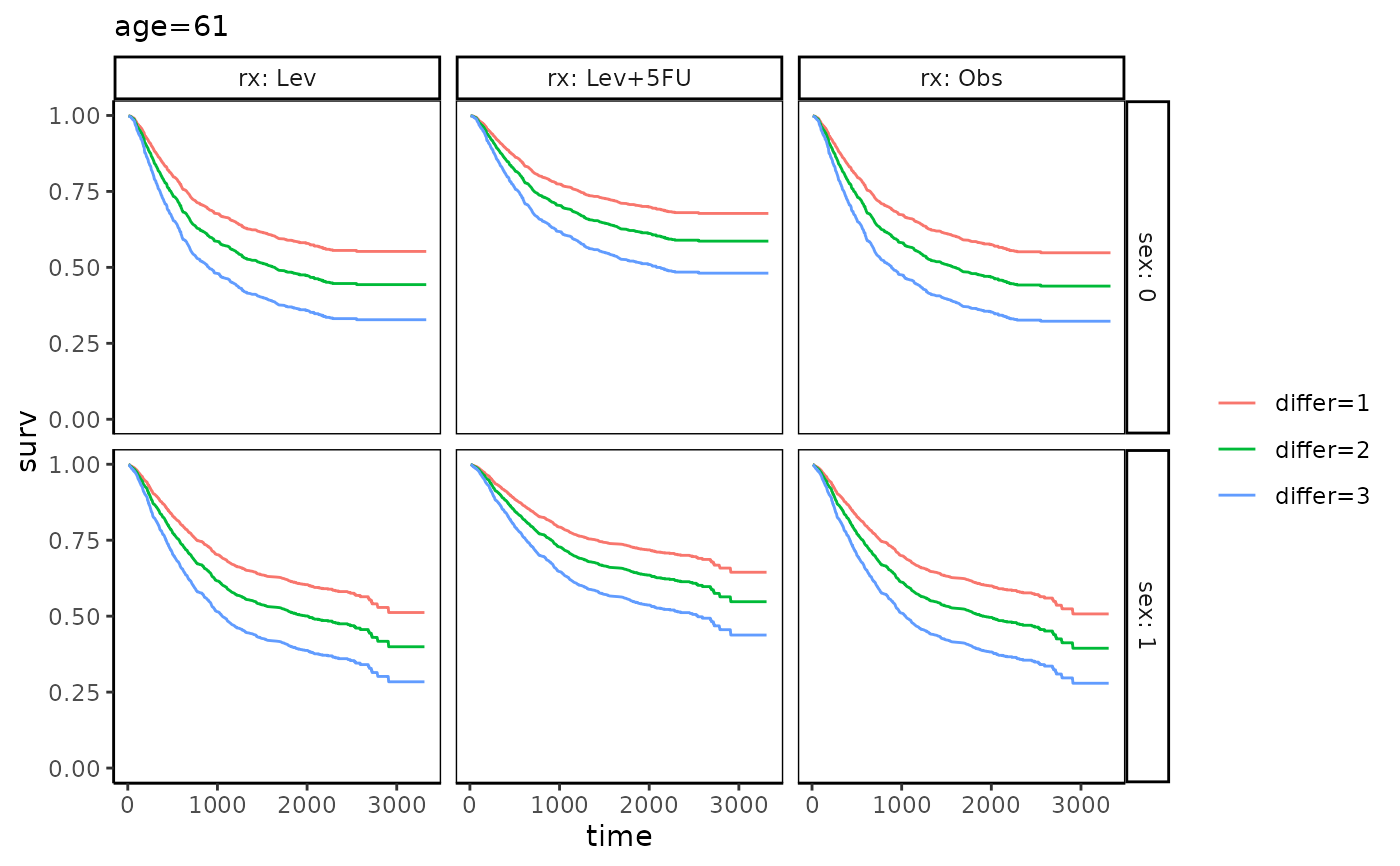 age=61
rx: Lev
rx: Lev+5FU
rx: Obs
1.00
0.75
0.50
0.25
0.00
sex: 0
1.00
0.75
0.50
0.25
0.00
sex: 1
surv
0 1000 2000 3000
0 1000 2000 3000
0 1000 2000 3000
time
differ=1
differ=2
differ=3